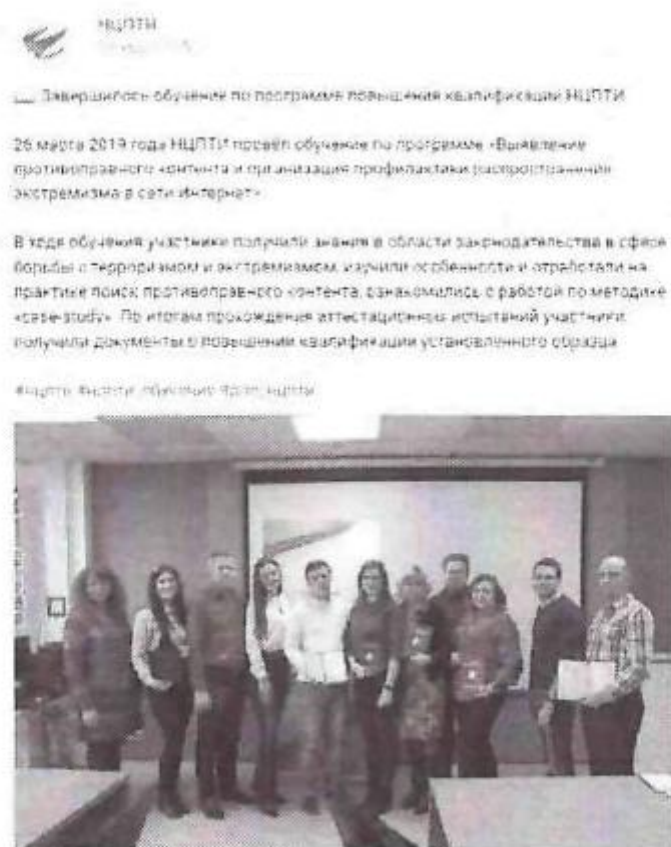 НЦПТИ
Завершилось обучение по программе повышения квалификации НЦПТИ
26 марта 2019 года НЦПТИ провёл обучение по программе «Выявление
противоправного контента и организация профилактики распространения
экстремизма в сети Интернет»
В ходе обучения участники получили знания в области законодательства в сфере
борьбы с терроризмом и экстремизмом, изучили особенности и отработали на
практике поиск противоправного контента, ознакомились с работой по методике
«case-study». По итогам прохождения аттестационных испытаний участники
получили документы о повышении квалификации установленного образца
#нцпти